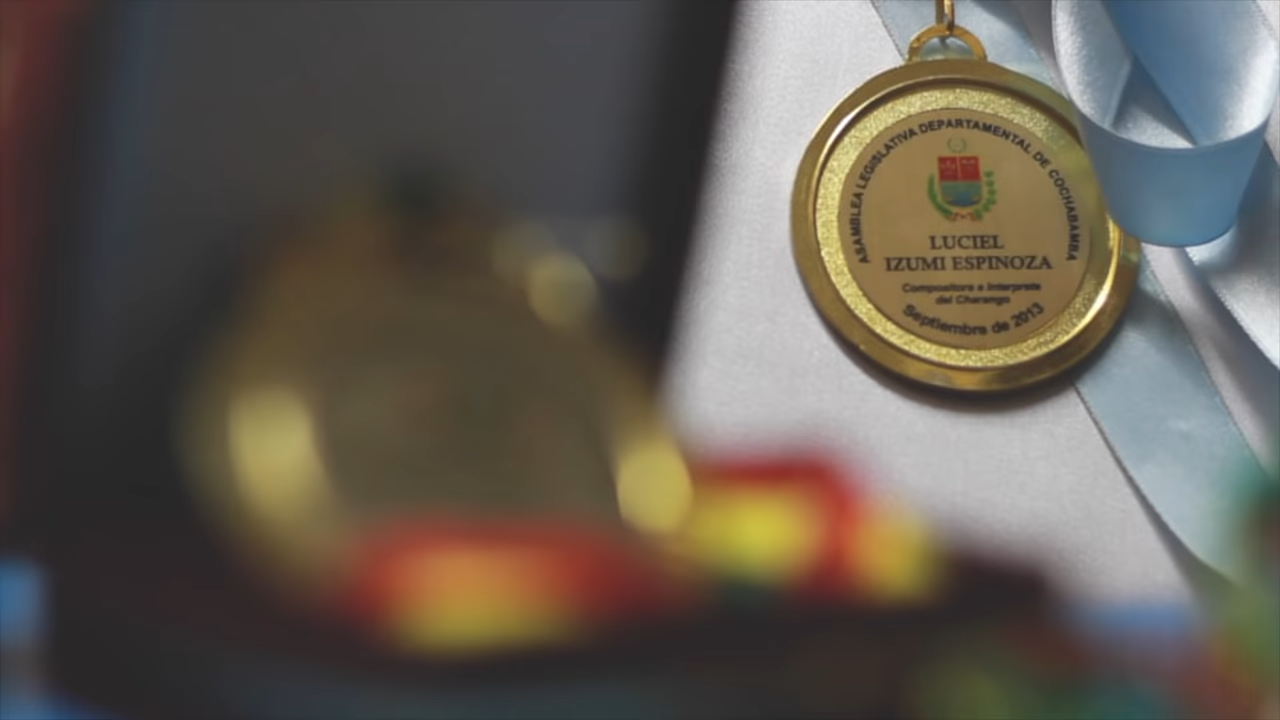 ASAMBLEA LEGISLATIVA DEPARTAMENTAL DE COCHABAMBA
LUCIEL
IZUMI ESPINOZA
Compositora e Interprete
del Charango
Septiembre de 2013